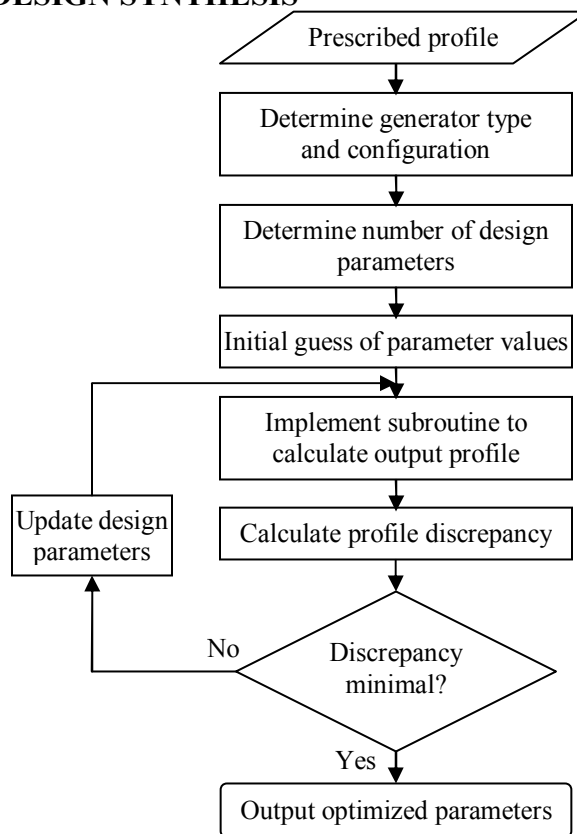 DESIGN SYNTHESIS
Prescribed profile
Determine generator type
and configuration
Determine number of design
parameters
Initial guess of parameter values
Implement subroutine to
calculate output profile
Update design
parameters
Calculate profile discrepancy
No
Discrepancy
minimal?
Yes
Output optimized parameters